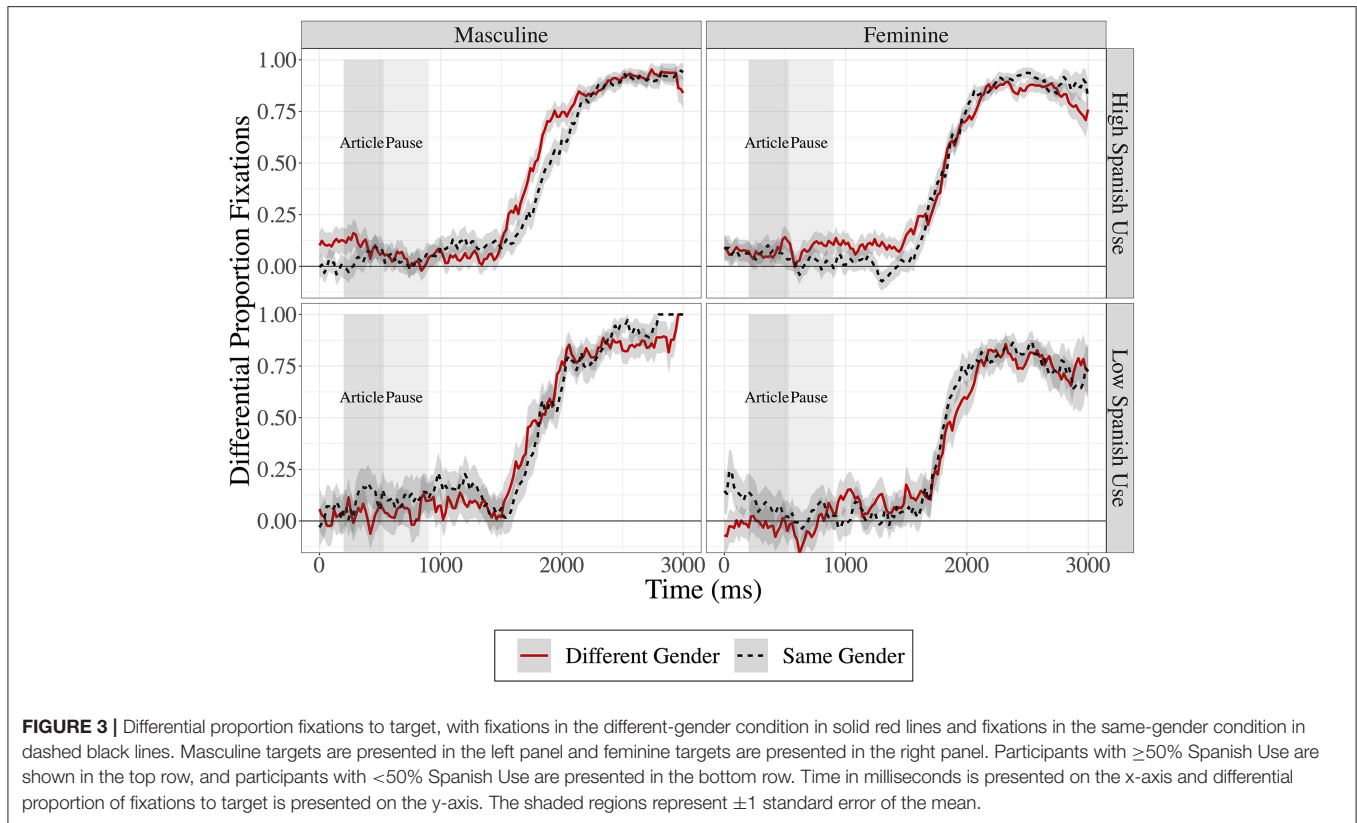 Masculine
Feminine
Differential Proportion Fixations
1.00
0.75
0.50
0.25
0.00
Article Pause
Article Pause
High Spanish Use
1.00
0.75
0.50
0.25
0.00
Article Pause
Article Pause
Low Spanish Use
0 1000 2000 3000
0 1000 2000 3000
Time (ms)
Different Gender Same Gender
FIGURE 3 | Differential proportion fixations to target, with fixations in the different-gender condition in solid red lines and fixations in the same-gender condition in
dashed black lines. Masculine targets are presented in the left panel and feminine targets are presented in the right panel. Participants with ≥50% Spanish Use are
shown in the top row, and participants with <50% Spanish Use are presented in the bottom row. Time in milliseconds is presented on the x-axis and differential
proportion of fixations to target is presented on the y-axis. The shaded regions represent ±1 standard error of the mean.